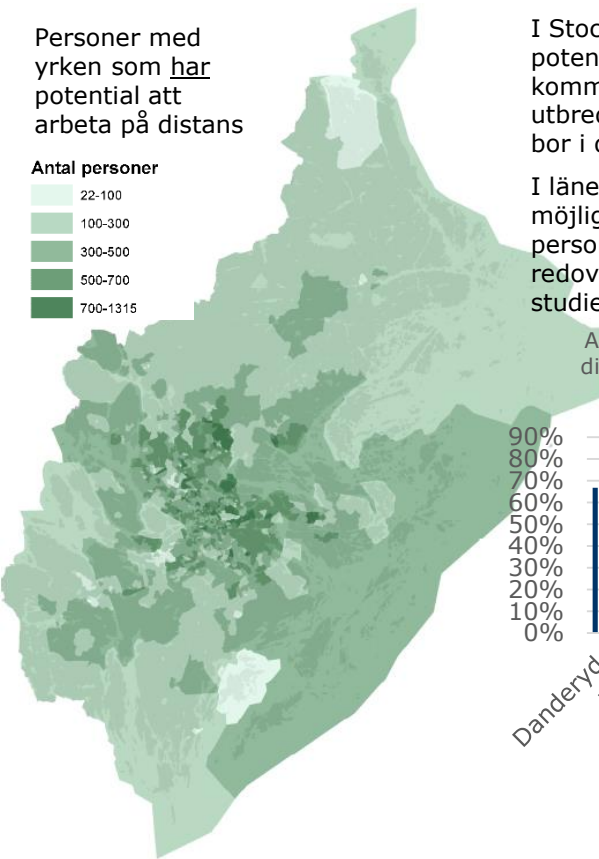 Personer med
yrken som har
potential att
arbeta på distans
Antal personer
22-100
100-300
300-500
500-700
700-1315
I Stoc
poten
komm
utbred
bor i d
I läne
möjlig
perso
redov
studie
A
di
90%
80%
70%
60%
50%
40%
30%
20%
10%
0%
Danderyd